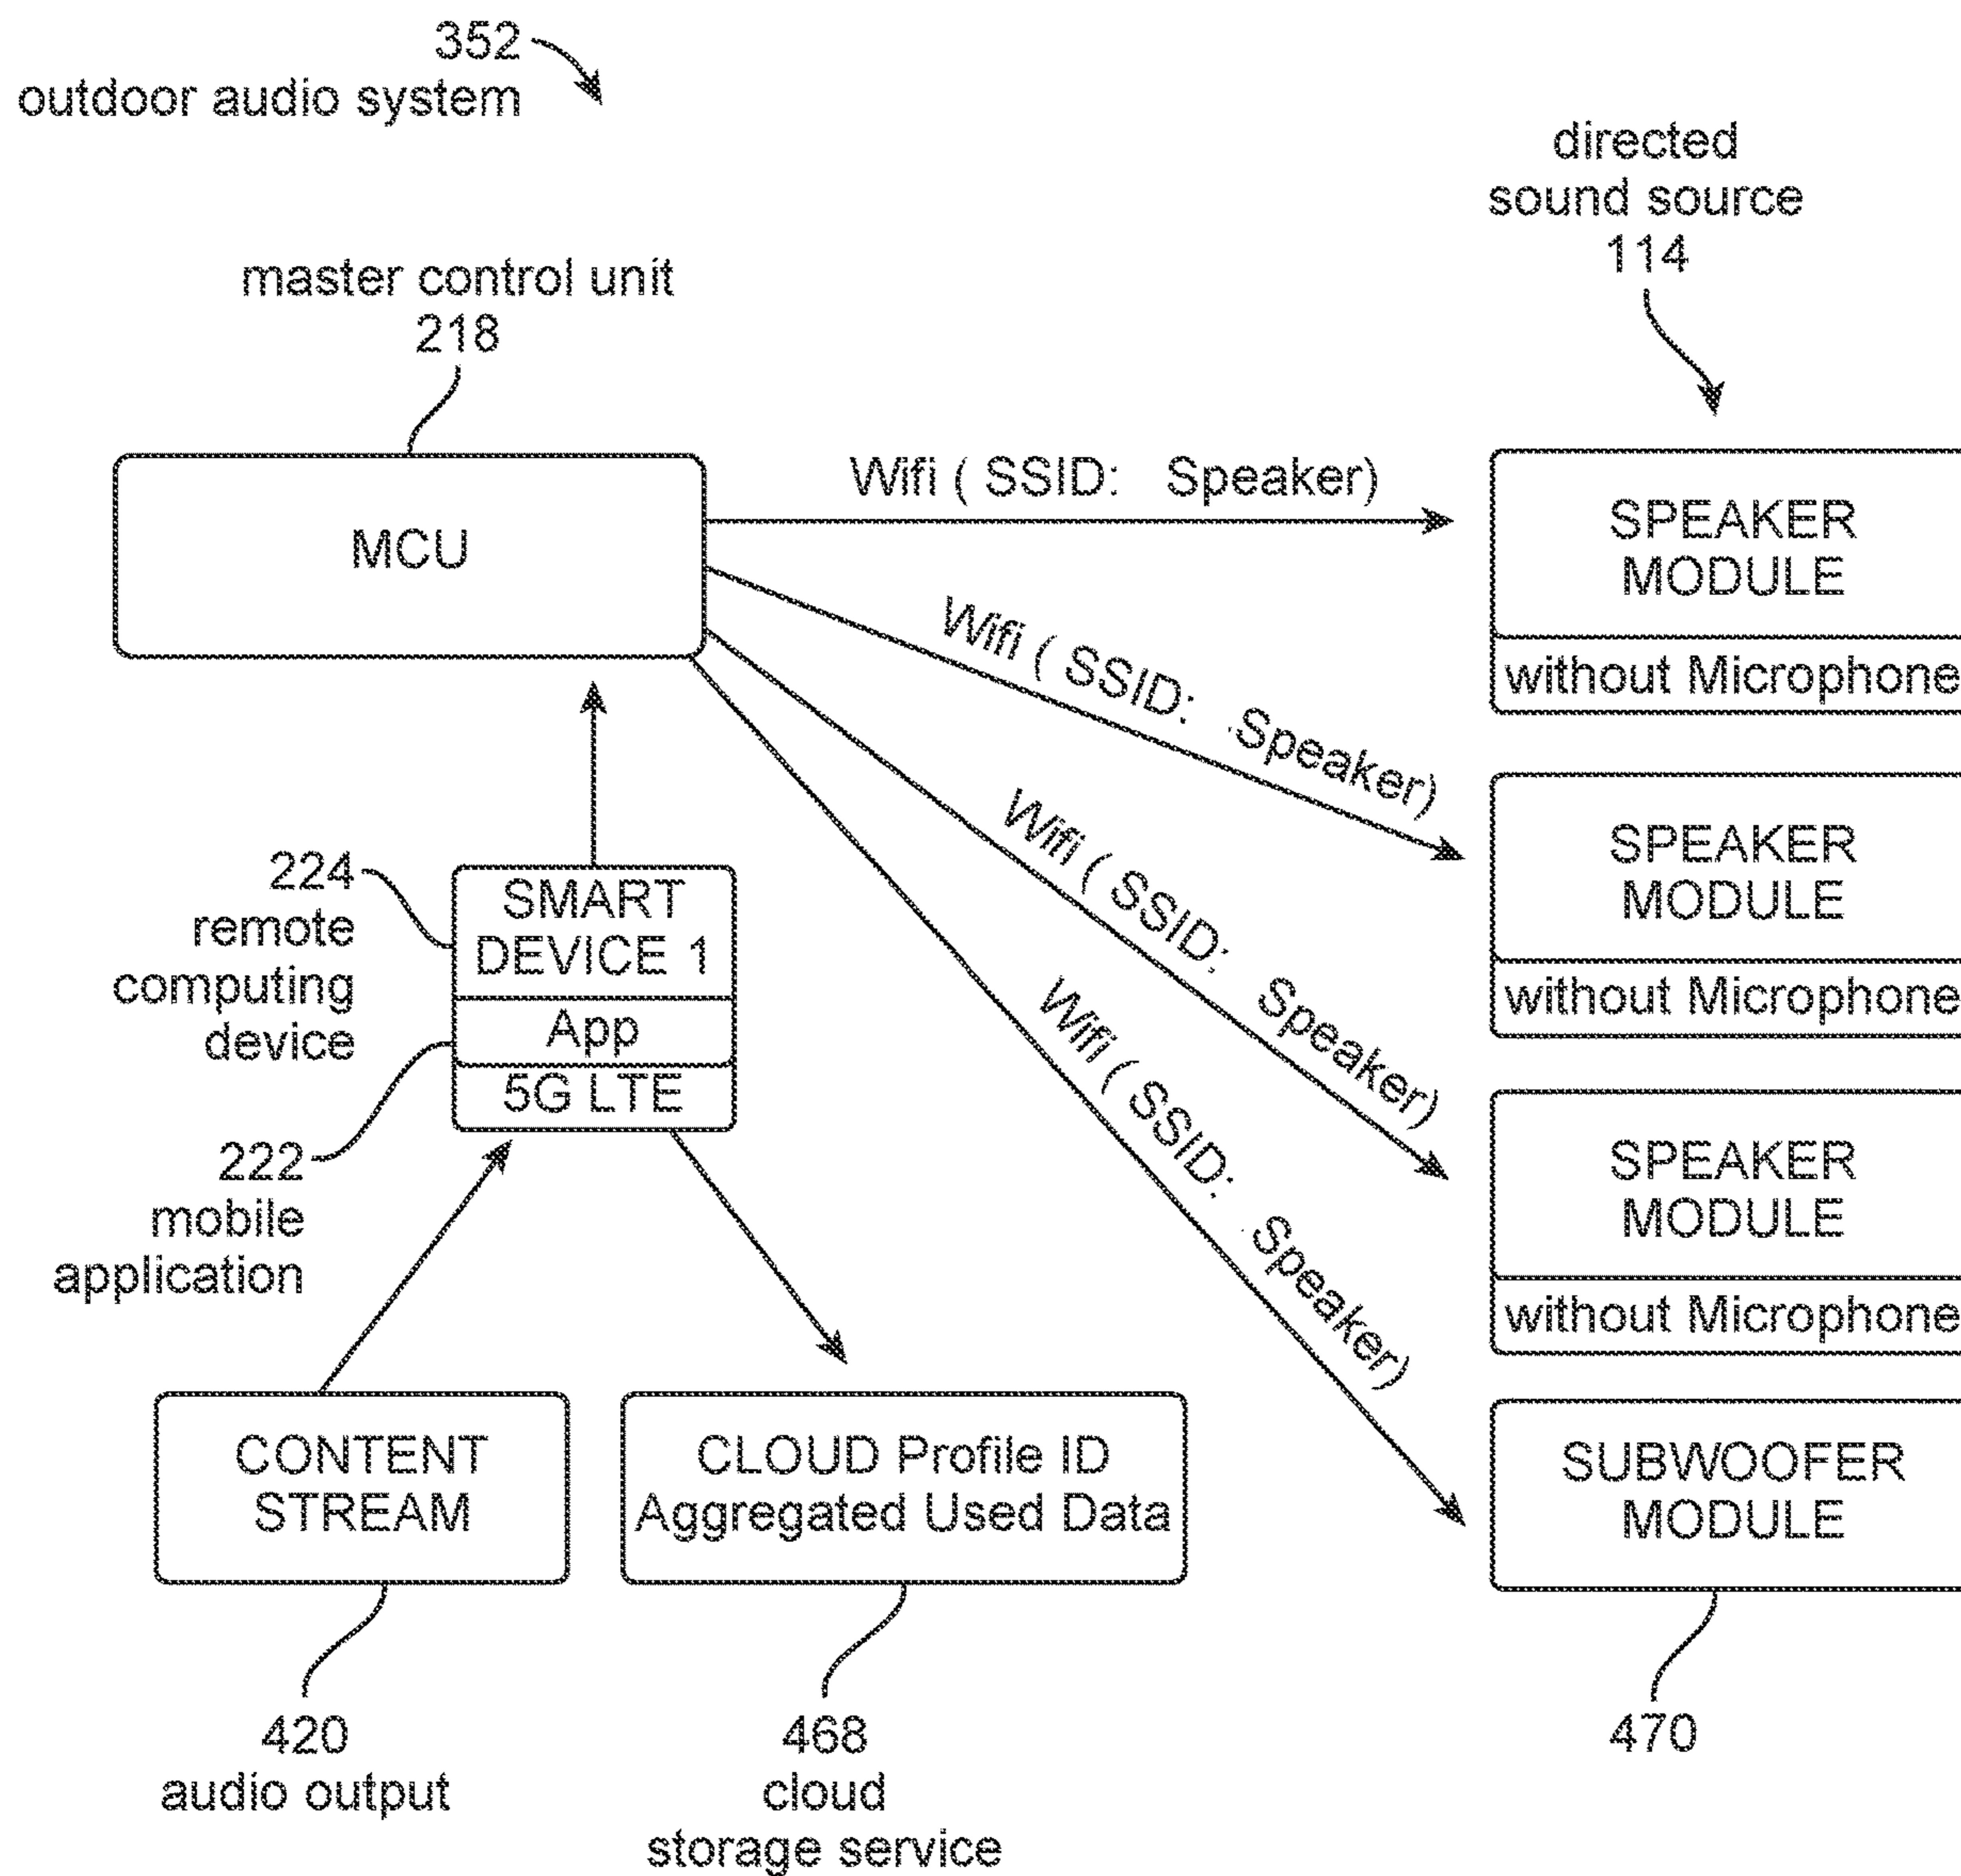 352
outdoor audio system
directed
sound source
114
master control unit
218
MCU
Wifi ( SSID: Speaker)
Wifi ( SSID: Speaker)
Wifi ( SSID: Speaker)
Wifi ( SSID: Speaker)
SPEAKER
MODULE
without Microphone
SPEAKER
MODULE
without Microphone
SPEAKER
MODULE
without Microphone
SUBWOOFER
MODULE
470
224
remote
computing
device
SMART
DEVICE 1
App
5G LTE
222
mobile
application
CONTENT
STREAM
420
audio output
CLOUD Profile ID
Aggregated Used Data
468
cloud
storage service